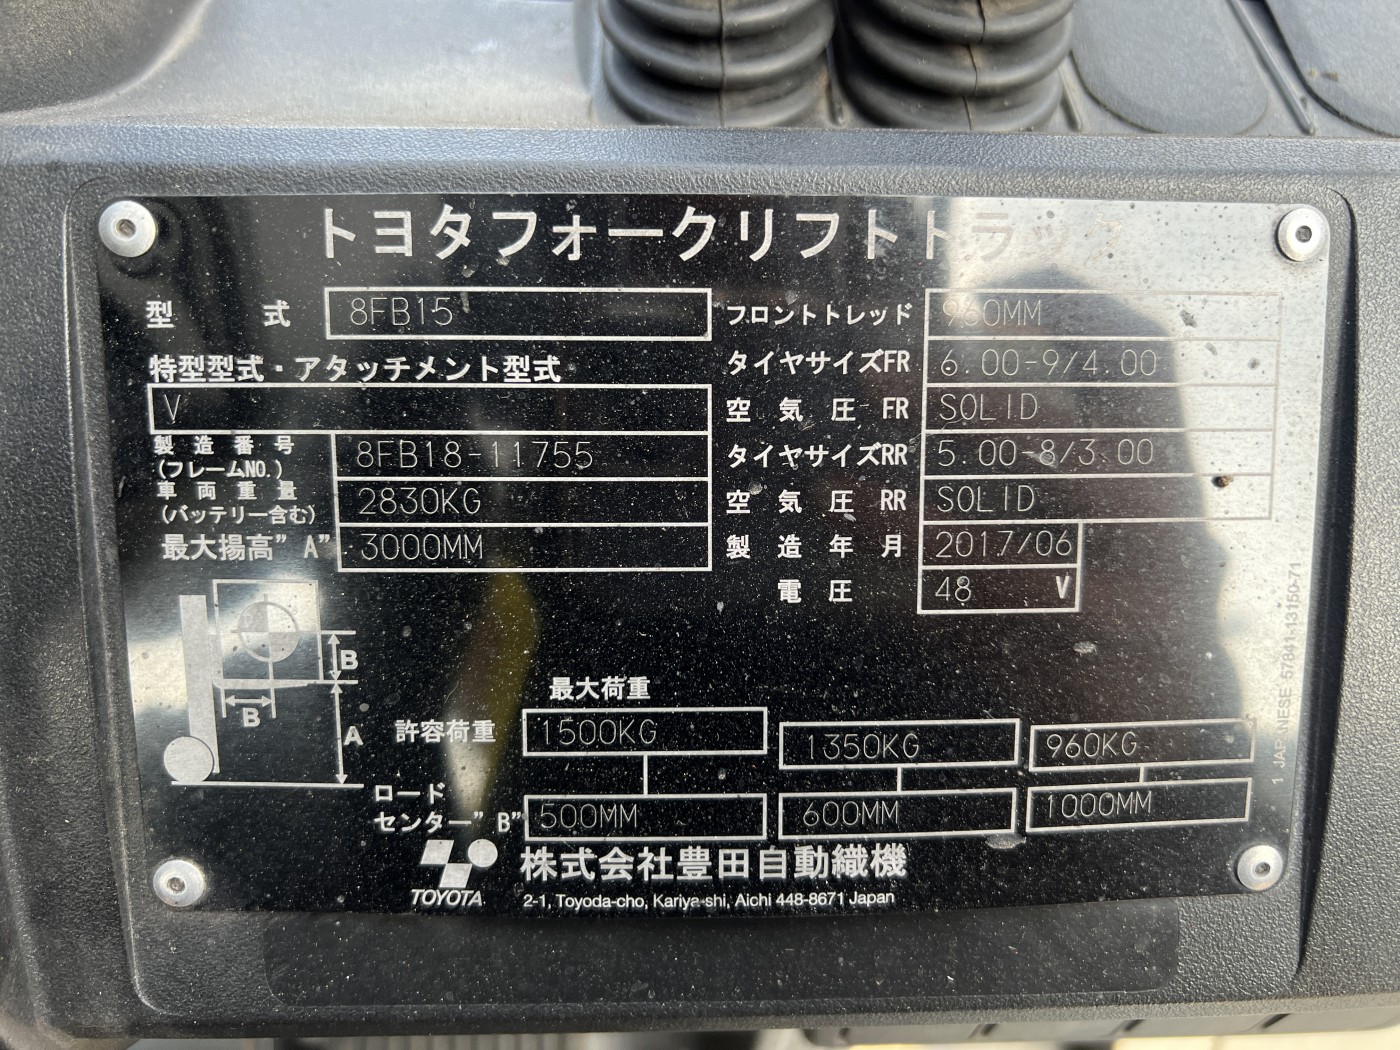 トヨタフォークリフトトラック
型式 8FB15
特型型式・アタッチメント型式
V
製造番号
(フレームNO.) 8FB18-11755
車両重量
(バッテリー含む) 2830KG
最大揚高"A" 3000MM
フロントトレッド 960MM
タイヤサイズFR 6.00-9/4.00
空気圧 FR SOLID
タイヤサイズRR 5.00-8/3.00
空気圧 RR SOLID
製造年月 2017/06
電圧 48 V
B
B
A
最大荷重
許容荷重 1500KG 1350KG 960KG
ロード
センター"B" 500MM 600MM 1000MM
TOYOTA 株式会社豊田自動織機
2-1, Toyoda-cho, Kariya-shi, Aichi 448-8671 Japan
1 JAPANESE 57841-13150-71